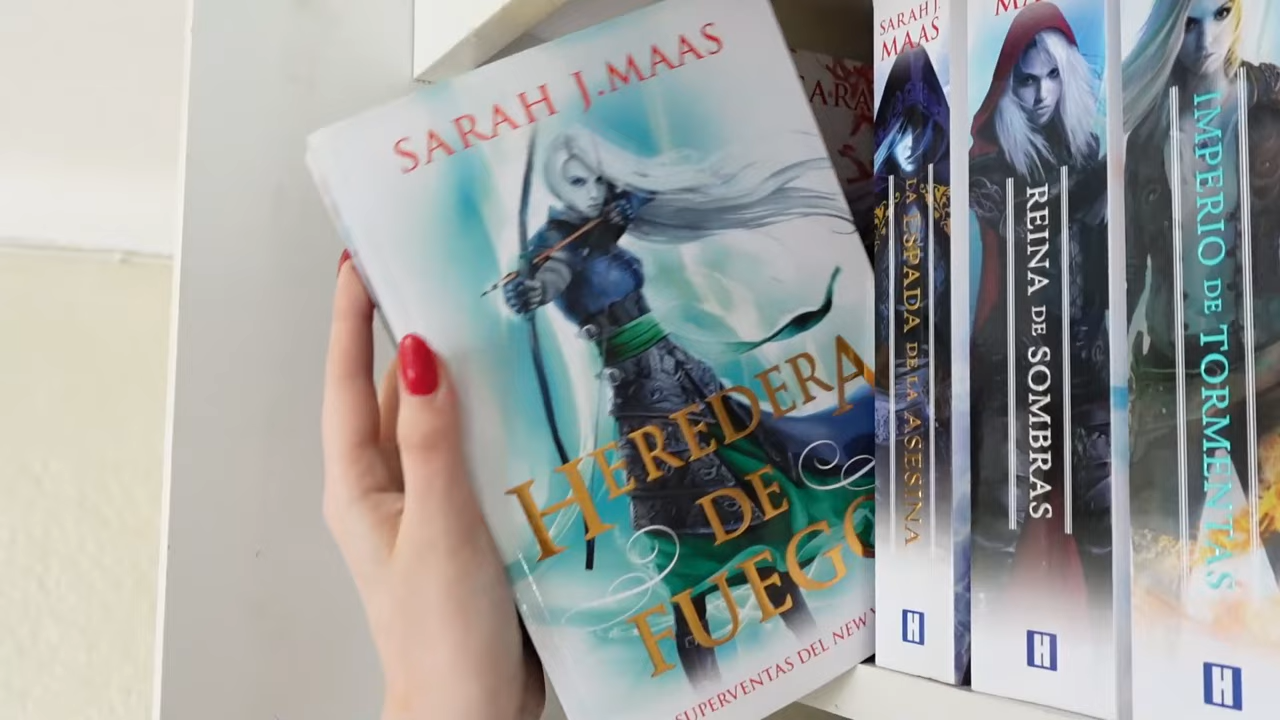 SARAH J. MAAS
HEREDERA
DE
FUEGO
SUPERVENTAS DEL NEW
SARA
SARAH J.
MAAS
LA ESPADA DE LA ASESINA
H
REINA DE SOMBRAS
H
IMPERIO DE TORMENTAS
H